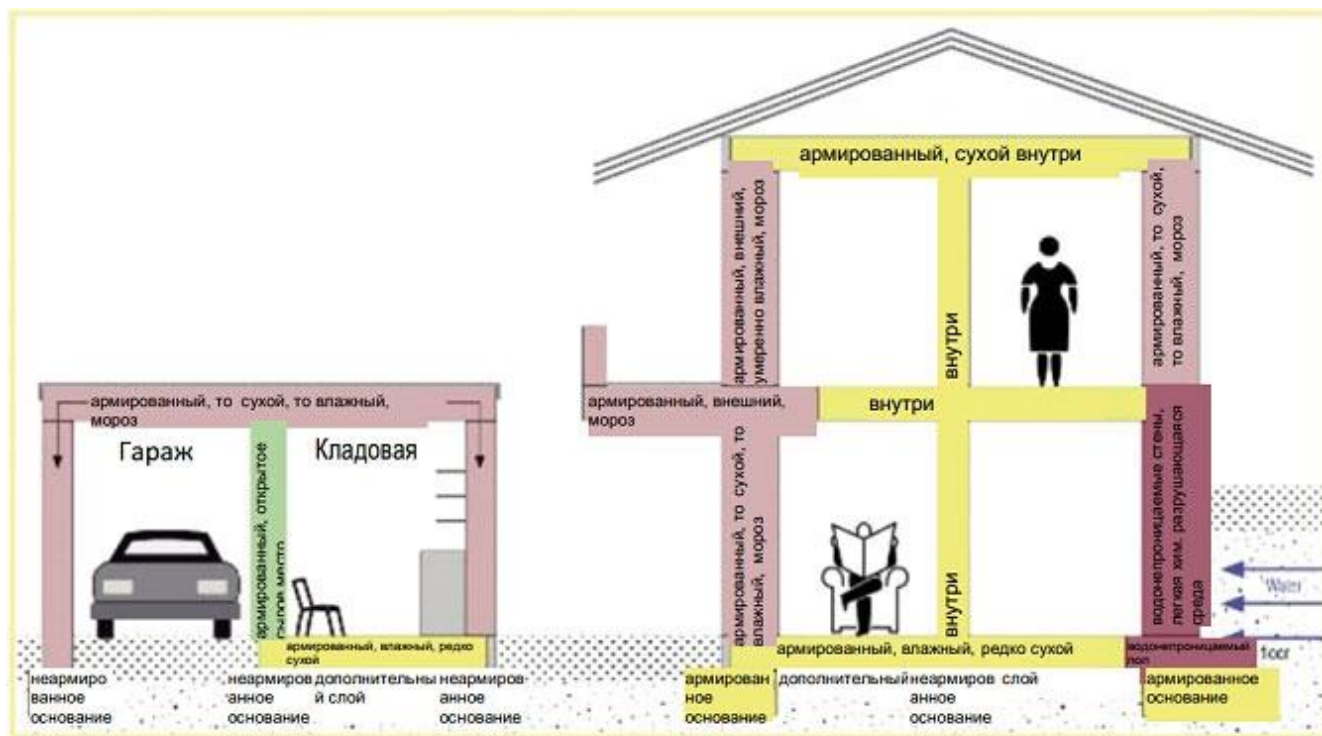 армированный, сухой внутри
армированный, внешний,
умеренно влажный, мороз
армированный, то сухой,
то влажный, мороз
внутри
армированный, то сухой, то влажный,
мороз
армированный, внешний,
мороз
внутри
Гараж
Кладовая
армированный, открытое
место
армированный, то сухой, то
влажный, мороз
внутри
водонепроницаемые стены,
легкая хим. разрушающаяся
среда
Water
армированный, влажный, редко
сухой
армированный, влажный, редко сухой
водонепроницаемый
пол
неармиро
ванное
основание
неармиров
анное
основание
дополнительны
й слой
неармиров
анное
основание
армирован
ное
основание
дополнительный
неармиров слой
анное
основание
армированное
основание